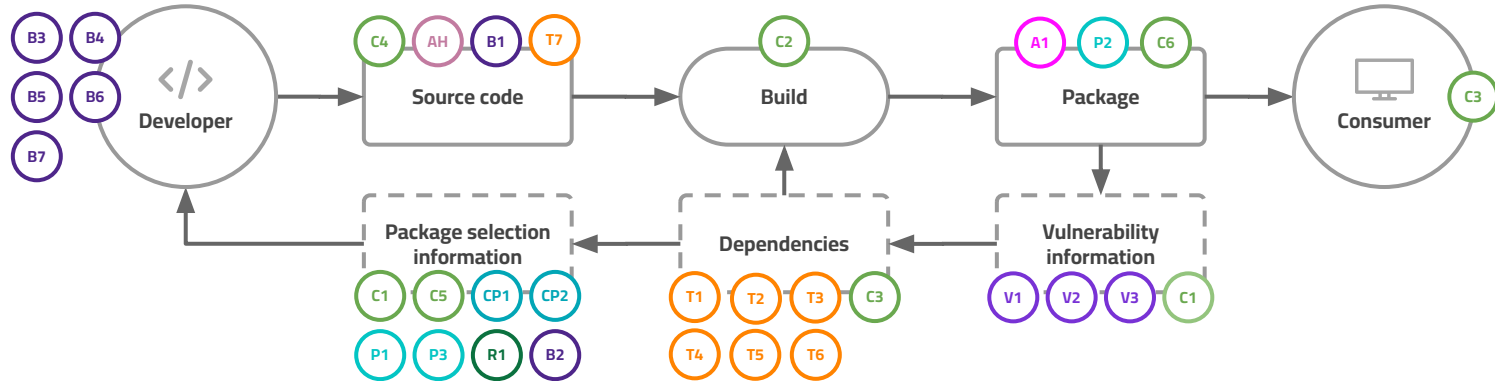 B3 B4
B5 B6
B7
</>
Developer
C4 AH B1 T7
Source code
C2
Build
A1 P2 C6
Package
Consumer
C3
Package selection
information
C1 C5 CP1 CP2
P1 P3 R1 B2
Dependencies
T1 T2 T3 C3
T4 T5 T6
Vulnerability
information
V1 V2 V3 C1